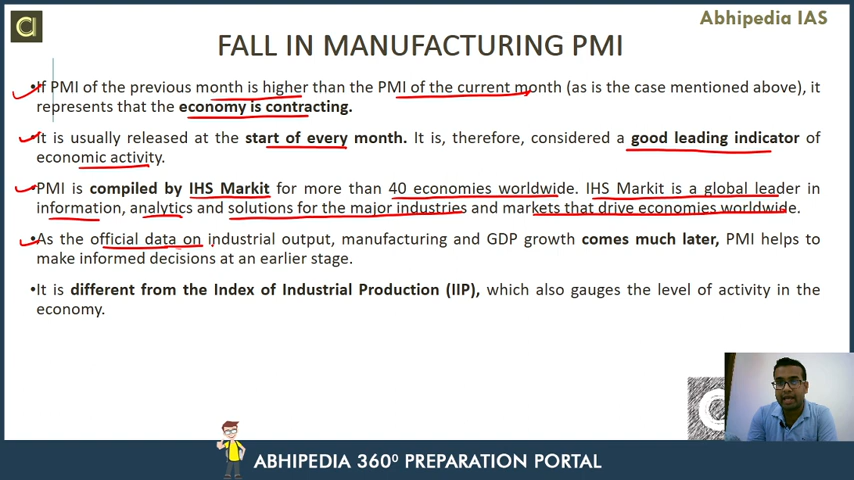 Abhipedia IAS
FALL IN MANUFACTURING PMI
•If PMI of the previous month is higher than the PMI of the current month (as is the case mentioned above), it
represents that the economy is contracting.
•It is usually released at the start of every month. It is, therefore, considered a good leading indicator of
economic activity.
•PMI is compiled by IHS Markit for more than 40 economies worldwide. IHS Markit is a global leader in
information, analytics and solutions for the major industries and markets that drive economies worldwide.
•As the official data on industrial output, manufacturing and GDP growth comes much later, PMI helps to
make informed decisions at an earlier stage.
•It is different from the Index of Industrial Production (IIP), which also gauges the level of activity in the
economy.
ABHIPEDIA 360⁰ PREPARATION PORTAL